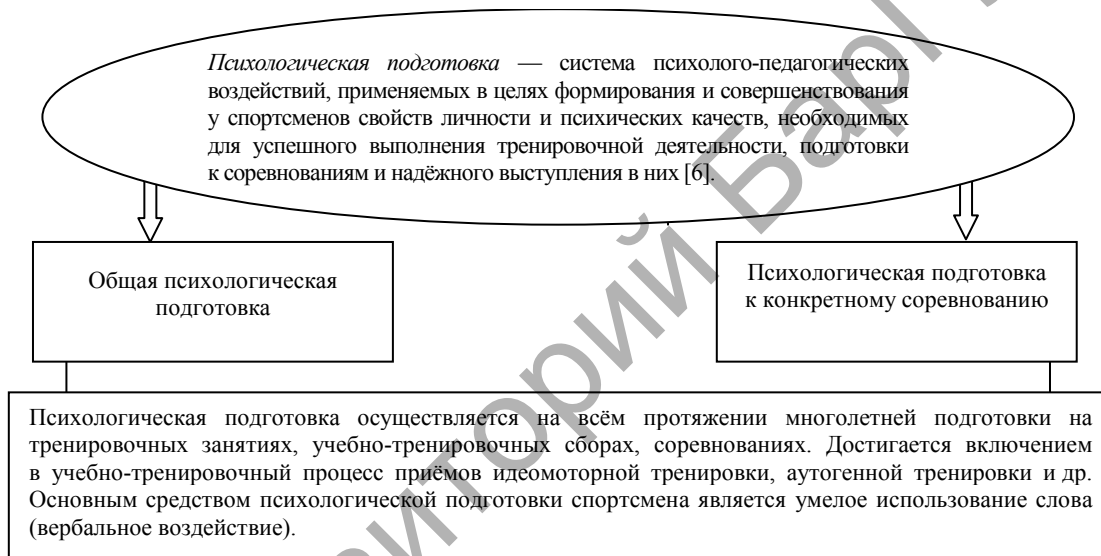 Психологическая подготовка — система психолого-педагогических
воздействий, применяемых в целях формирования и совершенствования
у спортсменов свойств личности и психических качеств, необходимых
для успешного выполнения тренировочной деятельности, подготовки
к соревнованиям и надёжного выступления в них [6].
Общая психологическая
подготовка
Психологическая подготовка
к конкретному соревнованию
Психологическая подготовка осуществляется на всём протяжении многолетней подготовки на
тренировочных занятиях, учебно-тренировочных сборах, соревнованиях. Достигается включением
в учебно-тренировочный процесс приёмов идеомоторной тренировки, аутогенной тренировки и др.
Основным средством психологической подготовки спортсмена является умелое использование слова
(вербальное воздействие).